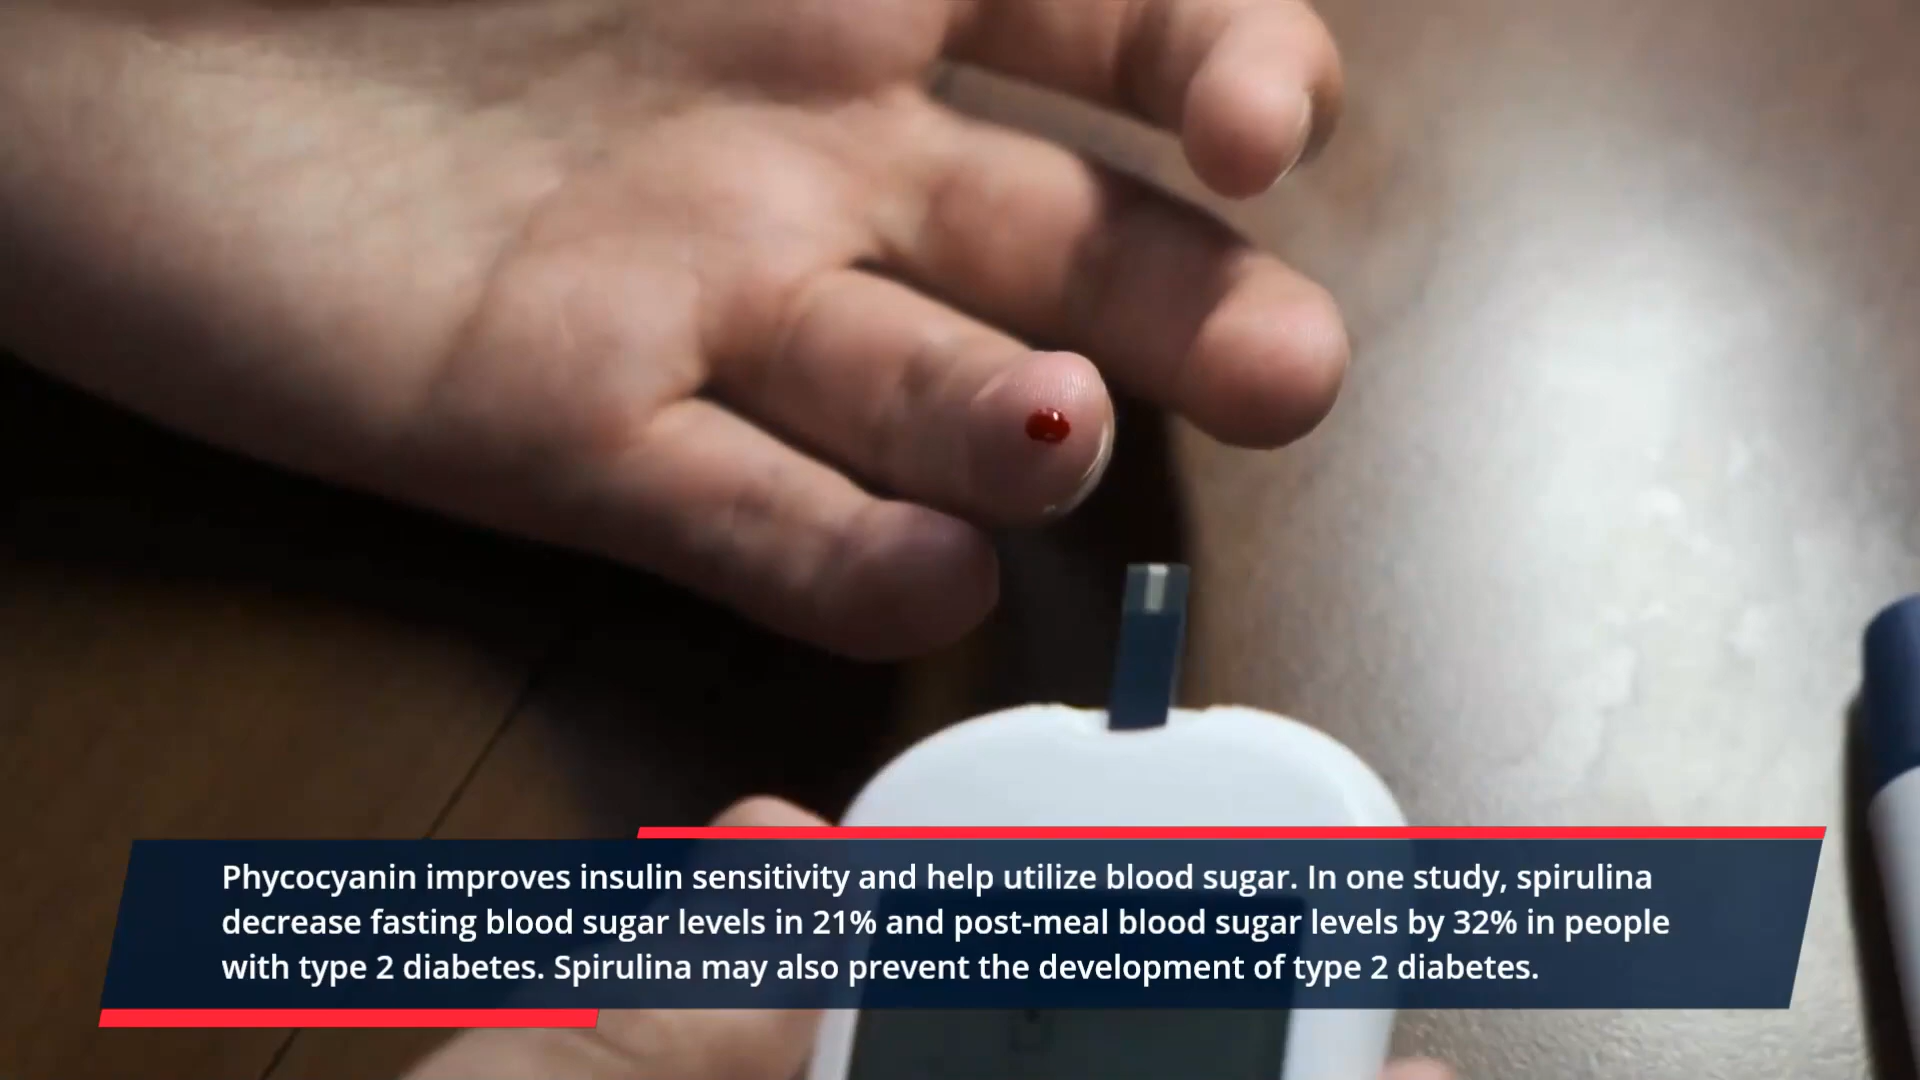 Phycocyanin improves insulin sensitivity and help utilize blood sugar. In one study, spirulina
decrease fasting blood sugar levels in 21% and post-meal blood sugar levels by 32% in people
with type 2 diabetes. Spirulina may also prevent the development of type 2 diabetes.